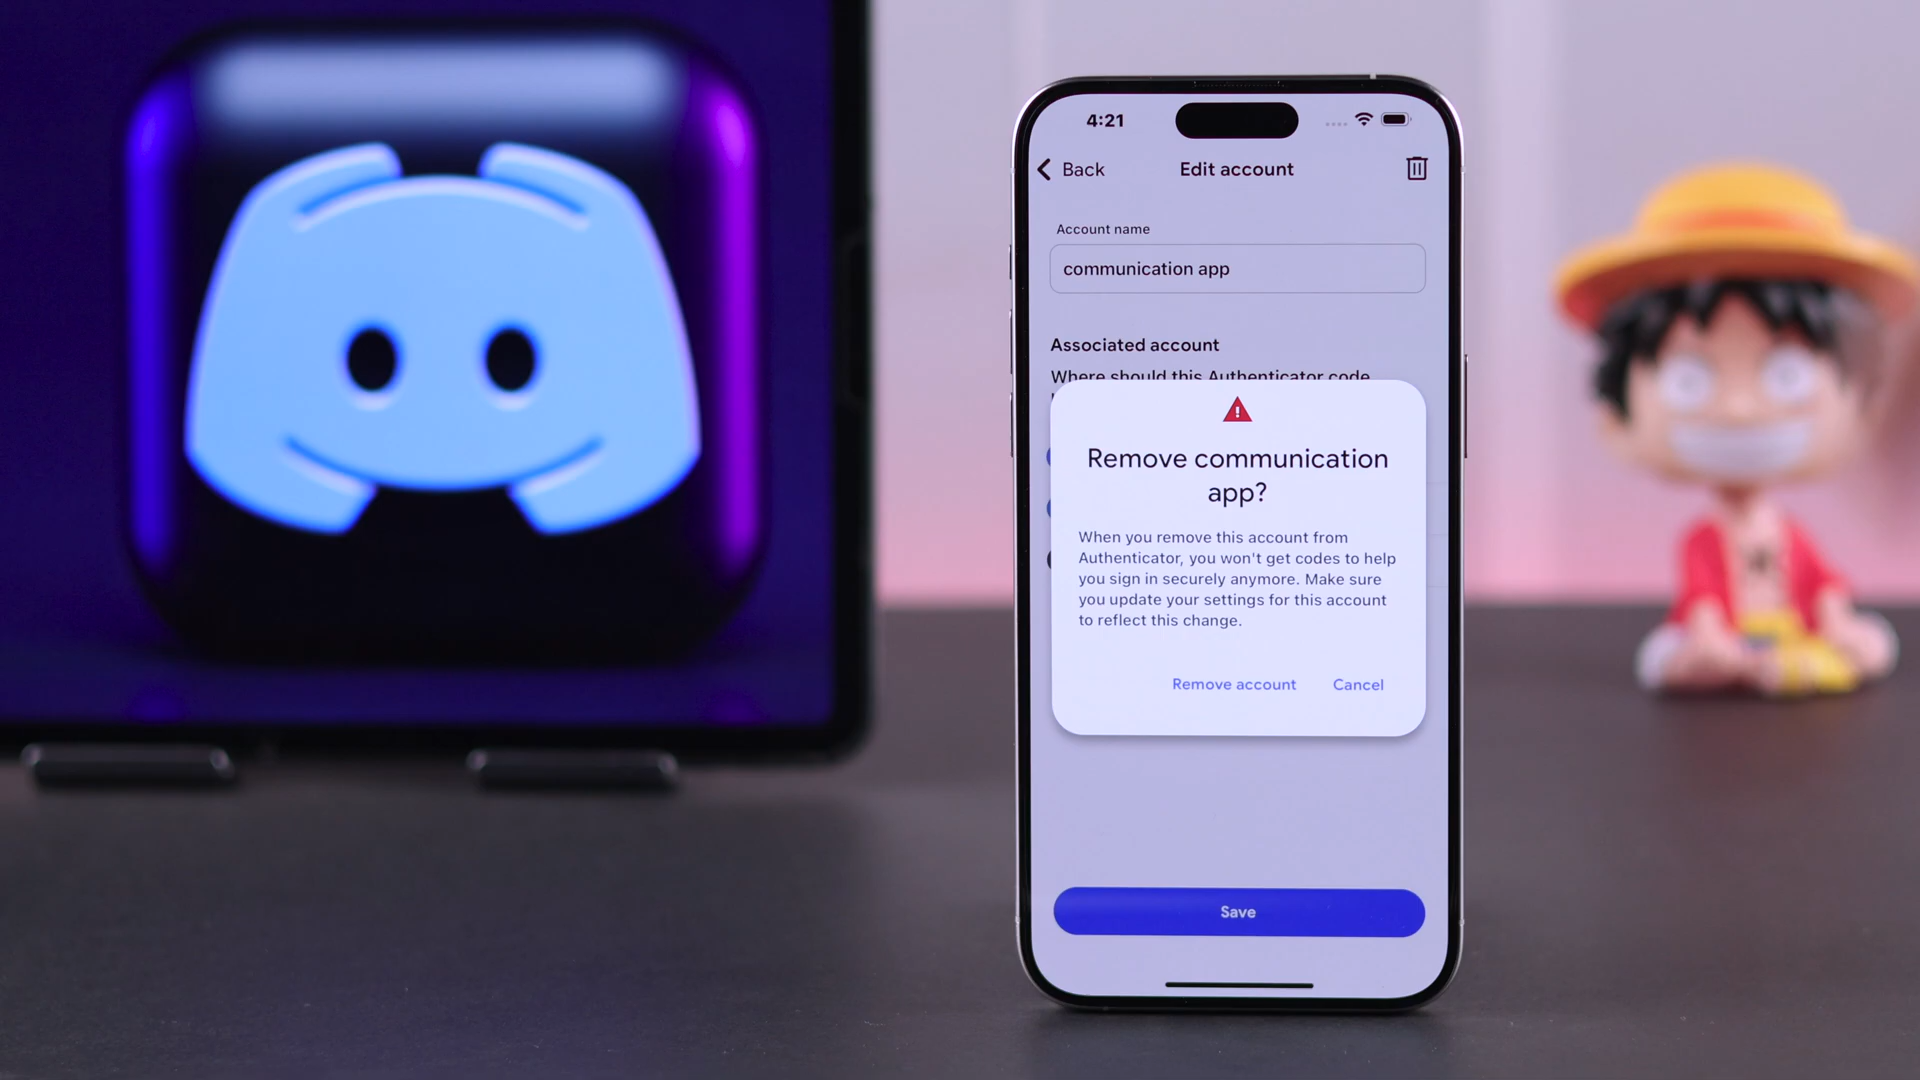 4:21
Back
Edit account
Account name
communication app
Associated account
Where should this Authenticator code
Remove communication
app?
When you remove this account from
Authenticator, you won't get codes to help
you sign in securely anymore. Make sure
you update your settings for this account
to reflect this change.
Remove account
Cancel
Save